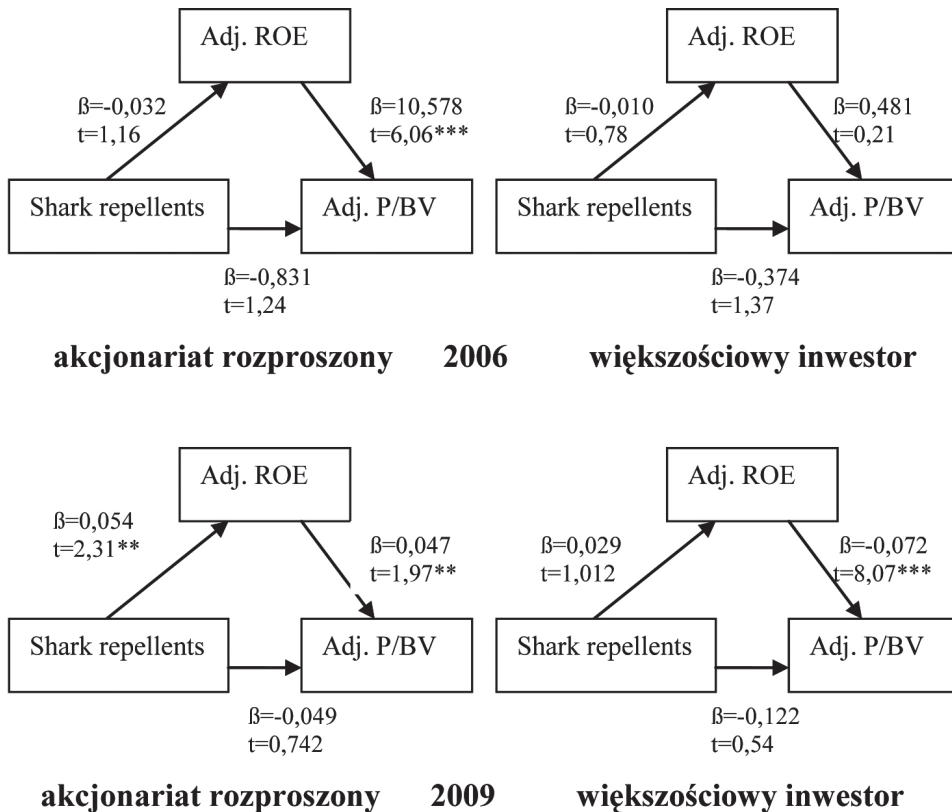 Adj. ROE
ß=-0,032
t=1,16
ß=10,578
t=6,06***
Shark repellents
Adj. P/BV
ß=-0,831
t=1,24
Adj. ROE
ß=-0,010
t=0,78
ß=0,481
t=0,21
Shark repellents
Adj. P/BV
ß=-0,374
t=1,37
akcjonariat rozproszony 2006 większościowy inwestor
Adj. ROE
ß=0,054
t=2,31**
ß=0,047
t=1,97**
Shark repellents
Adj. P/BV
ß=-0,049
t=0,742
Adj. ROE
ß=0,029
t=1,012
ß=-0,072
t=8,07***
Shark repellents
Adj. P/BV
ß=-0,122
t=0,54
akcjonariat rozproszony 2009 większościowy inwestor